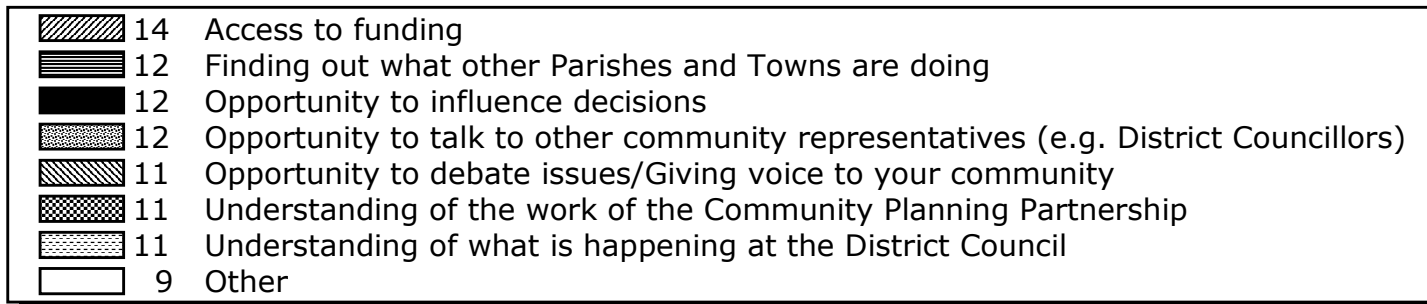 14 Access to funding
12 Finding out what other Parishes and Towns are doing
12 Opportunity to influence decisions
12 Opportunity to talk to other community representatives (e.g. District Councillors)
11 Opportunity to debate issues/Giving voice to your community
11 Understanding of the work of the Community Planning Partnership
11 Understanding of what is happening at the District Council
9 Other